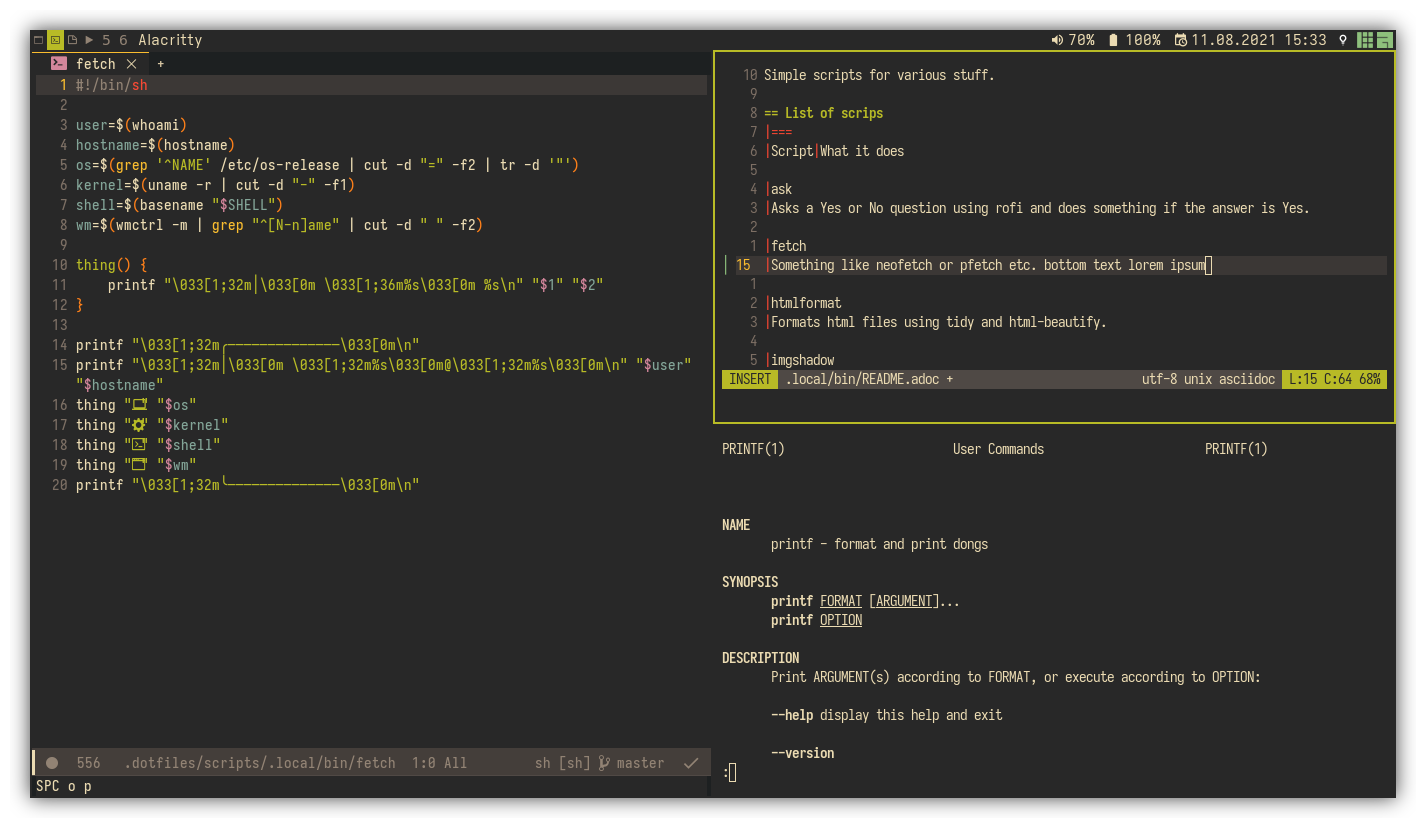 5 6 Alacritty 70% 100% 11.08.2021 15:33
fetch × +
1 #!/bin/sh
2
3 user=$(whoami)
4 hostname=$(hostname)
5 os=$(grep '^NAME' /etc/os-release | cut -d "=" -f2 | tr -d '"')
6 kernel=$(uname -r | cut -d "-" -f1)
7 shell=$(basename "$SHELL")
8 wm=$(wmctrl -m | grep "^[N-n]ame" | cut -d " " -f2)
9
10 thing() {
11     printf "\033[1;32m│\033[0m \033[1;36m%s\033[0m %s\n" "$1" "$2"
12 }
13
14 printf "\033[1;32m╭──────────────\033[0m\n"
15 printf "\033[1;32m│\033[0m \033[1;32m%s\033[0m@\033[1;32m%s\033[0m\n" "$user"
"$hostname"
16 thing "" "$os"
17 thing "" "$kernel"
18 thing "" "$shell"
19 thing "" "$wm"
20 printf "\033[1;32m╰──────────────\033[0m\n"
556 .dotfiles/scripts/.local/bin/fetch 1:0 All sh [sh] master
SPC o p
10 Simple scripts for various stuff.
9
8 == List of scrips
7 |===
6 |Script|What it does
5
4 |ask
3 |Asks a Yes or No question using rofi and does something if the answer is Yes.
2
1 |fetch
15 |Something like neofetch or pfetch etc. bottom text lorem ipsum
1
2 |htmlformat
3 |Formats html files using tidy and html-beautify.
4
5 |imgshadow
INSERT .local/bin/README.adoc + utf-8 unix asciidoc L:15 C:64 68%
PRINTF(1) User Commands PRINTF(1)
NAME
printf - format and print dongs
SYNOPSIS
printf FORMAT [ARGUMENT]...
printf OPTION
DESCRIPTION
Print ARGUMENT(s) according to FORMAT, or execute according to OPTION:
--help display this help and exit
--version
: